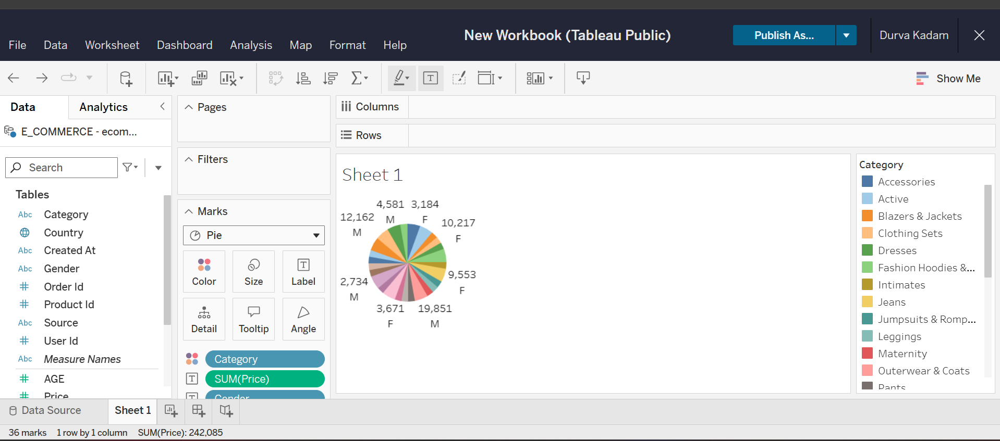 New Workbook (Tableau Public)
Publish As...
Durva Kadam
File Data Worksheet Dashboard Analysis Map Format Help
Show Me
Data Analytics
E_COMMERCE - ecom...
Search
Tables
Abc Category
Country
Abc Created At
Abc Gender
Order Id
Product Id
Abc Source
User Id
Abc Measure Names
AGE
Price
Pages
Filters
Marks
Pie
Color Size Label
Detail Tooltip Angle
Category
SUM(Price)
Gender
Columns
Rows
Sheet 1
4,581
M
3,184
F
12,162
M
10,217
F
9,553
F
2,734
M
3,671
F
19,851
M
Category
Accessories
Active
Blazers & Jackets
Clothing Sets
Dresses
Fashion Hoodies &...
Intimates
Jeans
Jumpsuits & Romp...
Leggings
Maternity
Outerwear & Coats
Pants
Data Source Sheet 1
36 marks 1 row by 1 column SUM(Price): 242,085